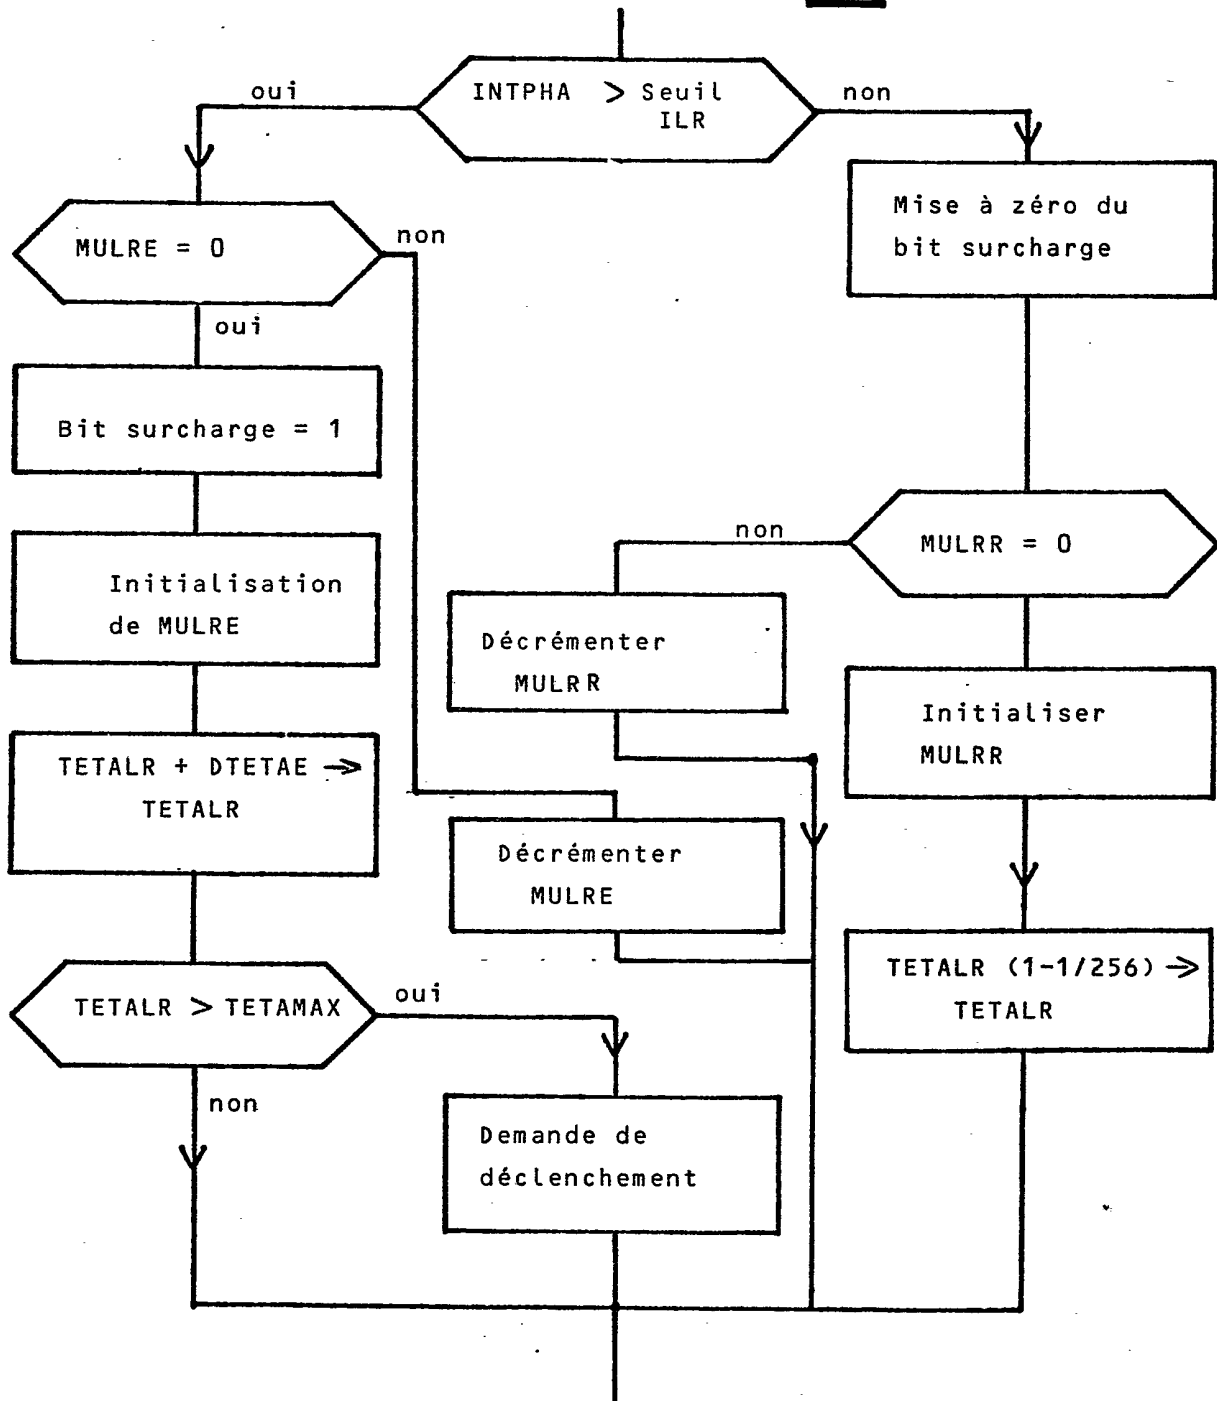 INTPHA > Seuil
ILR
oui
non
Mise à zéro du
bit surcharge
MULRE = 0
non
oui
Bit surcharge = 1
Initialisation
de MULRE
non
MULRR = 0
Décrémenter
MULRR
Initialiser
MULRR
TETALR + DTETAE →
TETALR
Décrémenter
MULRE
TETALR (1-1/256) →
TETALR
TETALR > TETAMAX
oui
non
Demande de
déclenchement